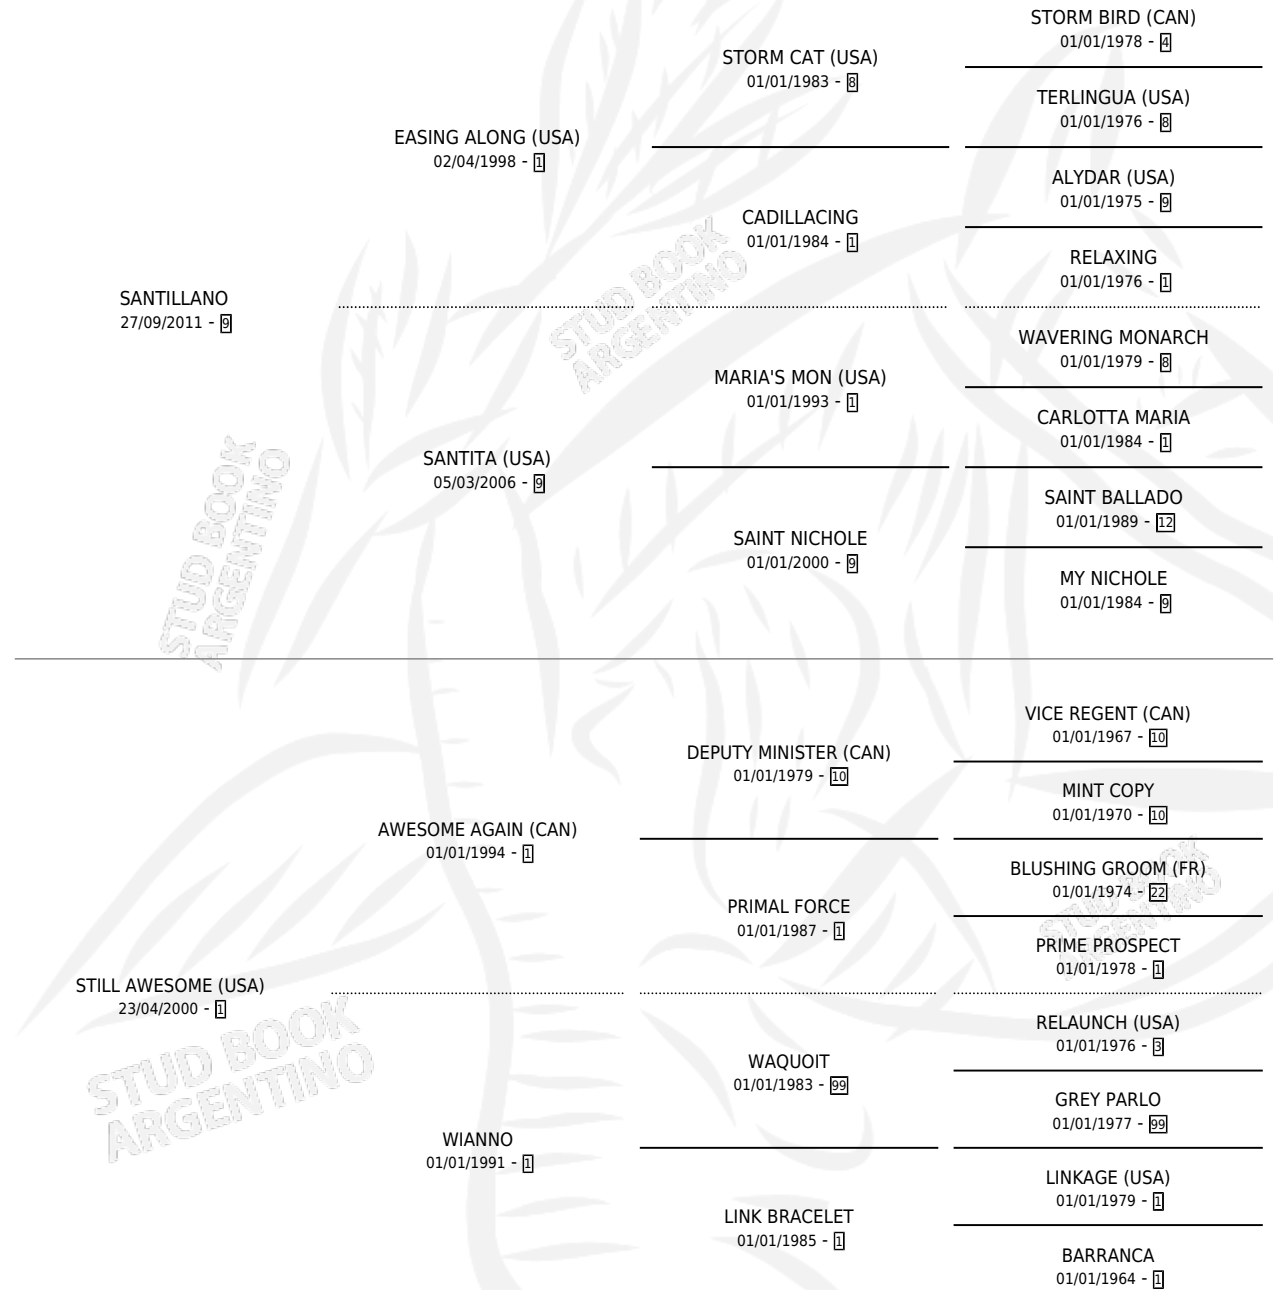 STORM BIRD (CAN)
01/01/1978 - 4
STORM CAT (USA)
01/01/1983 - 8
TERLINGUA (USA)
01/01/1976 - 8
EASING ALONG (USA)
02/04/1998 - 1
ALYDAR (USA)
01/01/1975 - 9
CADILLACING
01/01/1984 - 1
RELAXING
01/01/1976 - 1
SANTILLANO
27/09/2011 - 9
WAVERING MONARCH
01/01/1979 - 8
MARIA'S MON (USA)
01/01/1993 - 1
CARLOTTA MARIA
01/01/1984 - 1
SANTITA (USA)
05/03/2006 - 9
SAINT BALLADO
01/01/1989 - 12
SAINT NICHOLE
01/01/2000 - 9
MY NICHOLE
01/01/1984 - 9
VICE REGENT (CAN)
01/01/1967 - 10
DEPUTY MINISTER (CAN)
01/01/1979 - 10
MINT COPY
01/01/1970 - 10
AWESOME AGAIN (CAN)
01/01/1994 - 1
BLUSHING GROOM (FR)
01/01/1974 - 22
PRIMAL FORCE
01/01/1987 - 1
PRIME PROSPECT
01/01/1978 - 1
STILL AWESOME (USA)
23/04/2000 - 1
RELAUNCH (USA)
01/01/1976 - 3
WAQUOIT
01/01/1983 - 99
GREY PARLO
01/01/1977 - 99
WIANNO
01/01/1991 - 1
LINKAGE (USA)
01/01/1979 - 1
LINK BRACELET
01/01/1985 - 1
BARRANCA
01/01/1964 - 1
STUD BOOK
ARGENTINO
STUD BOOK
ARGENTINO
STUD BOOK
ARGENTINO
STUD BOOK
ARGENTINO